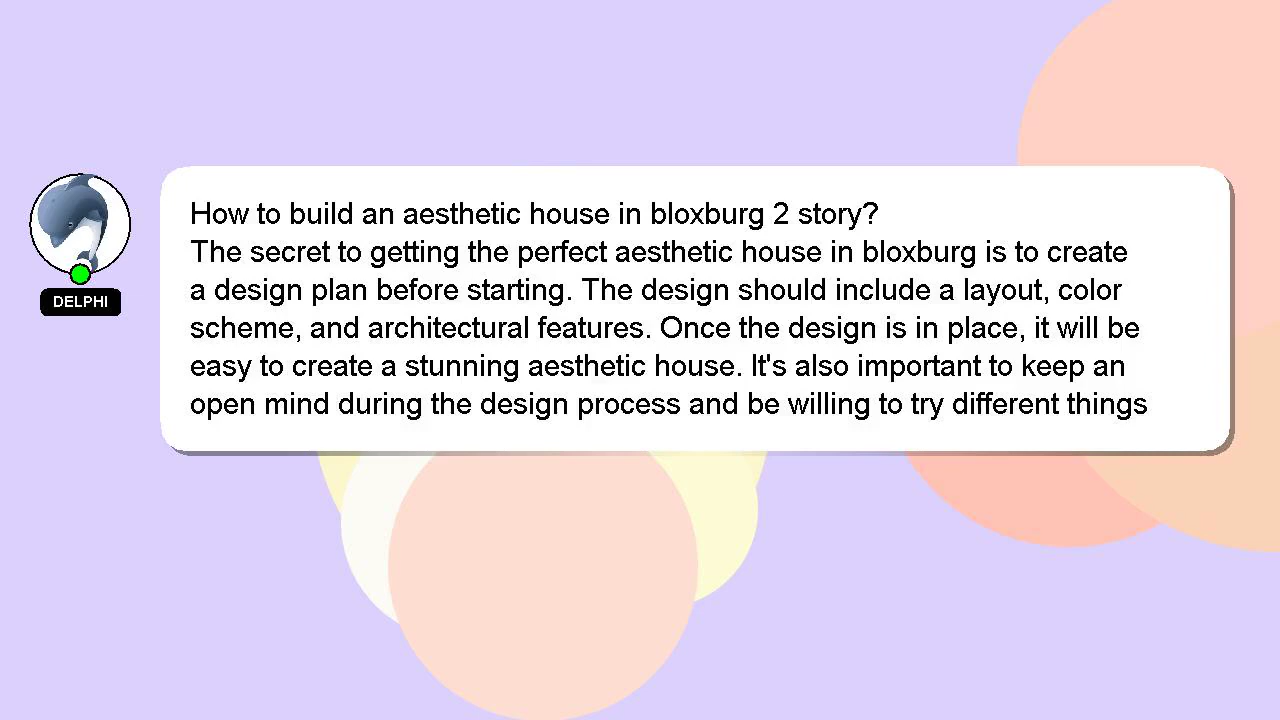 How to build an aesthetic house in bloxburg 2 story?
The secret to getting the perfect aesthetic house in bloxburg is to create
a design plan before starting. The design should include a layout, color
scheme, and architectural features. Once the design is in place, it will be
easy to create a stunning aesthetic house. It's also important to keep an
open mind during the design process and be willing to try different things
DELPHI